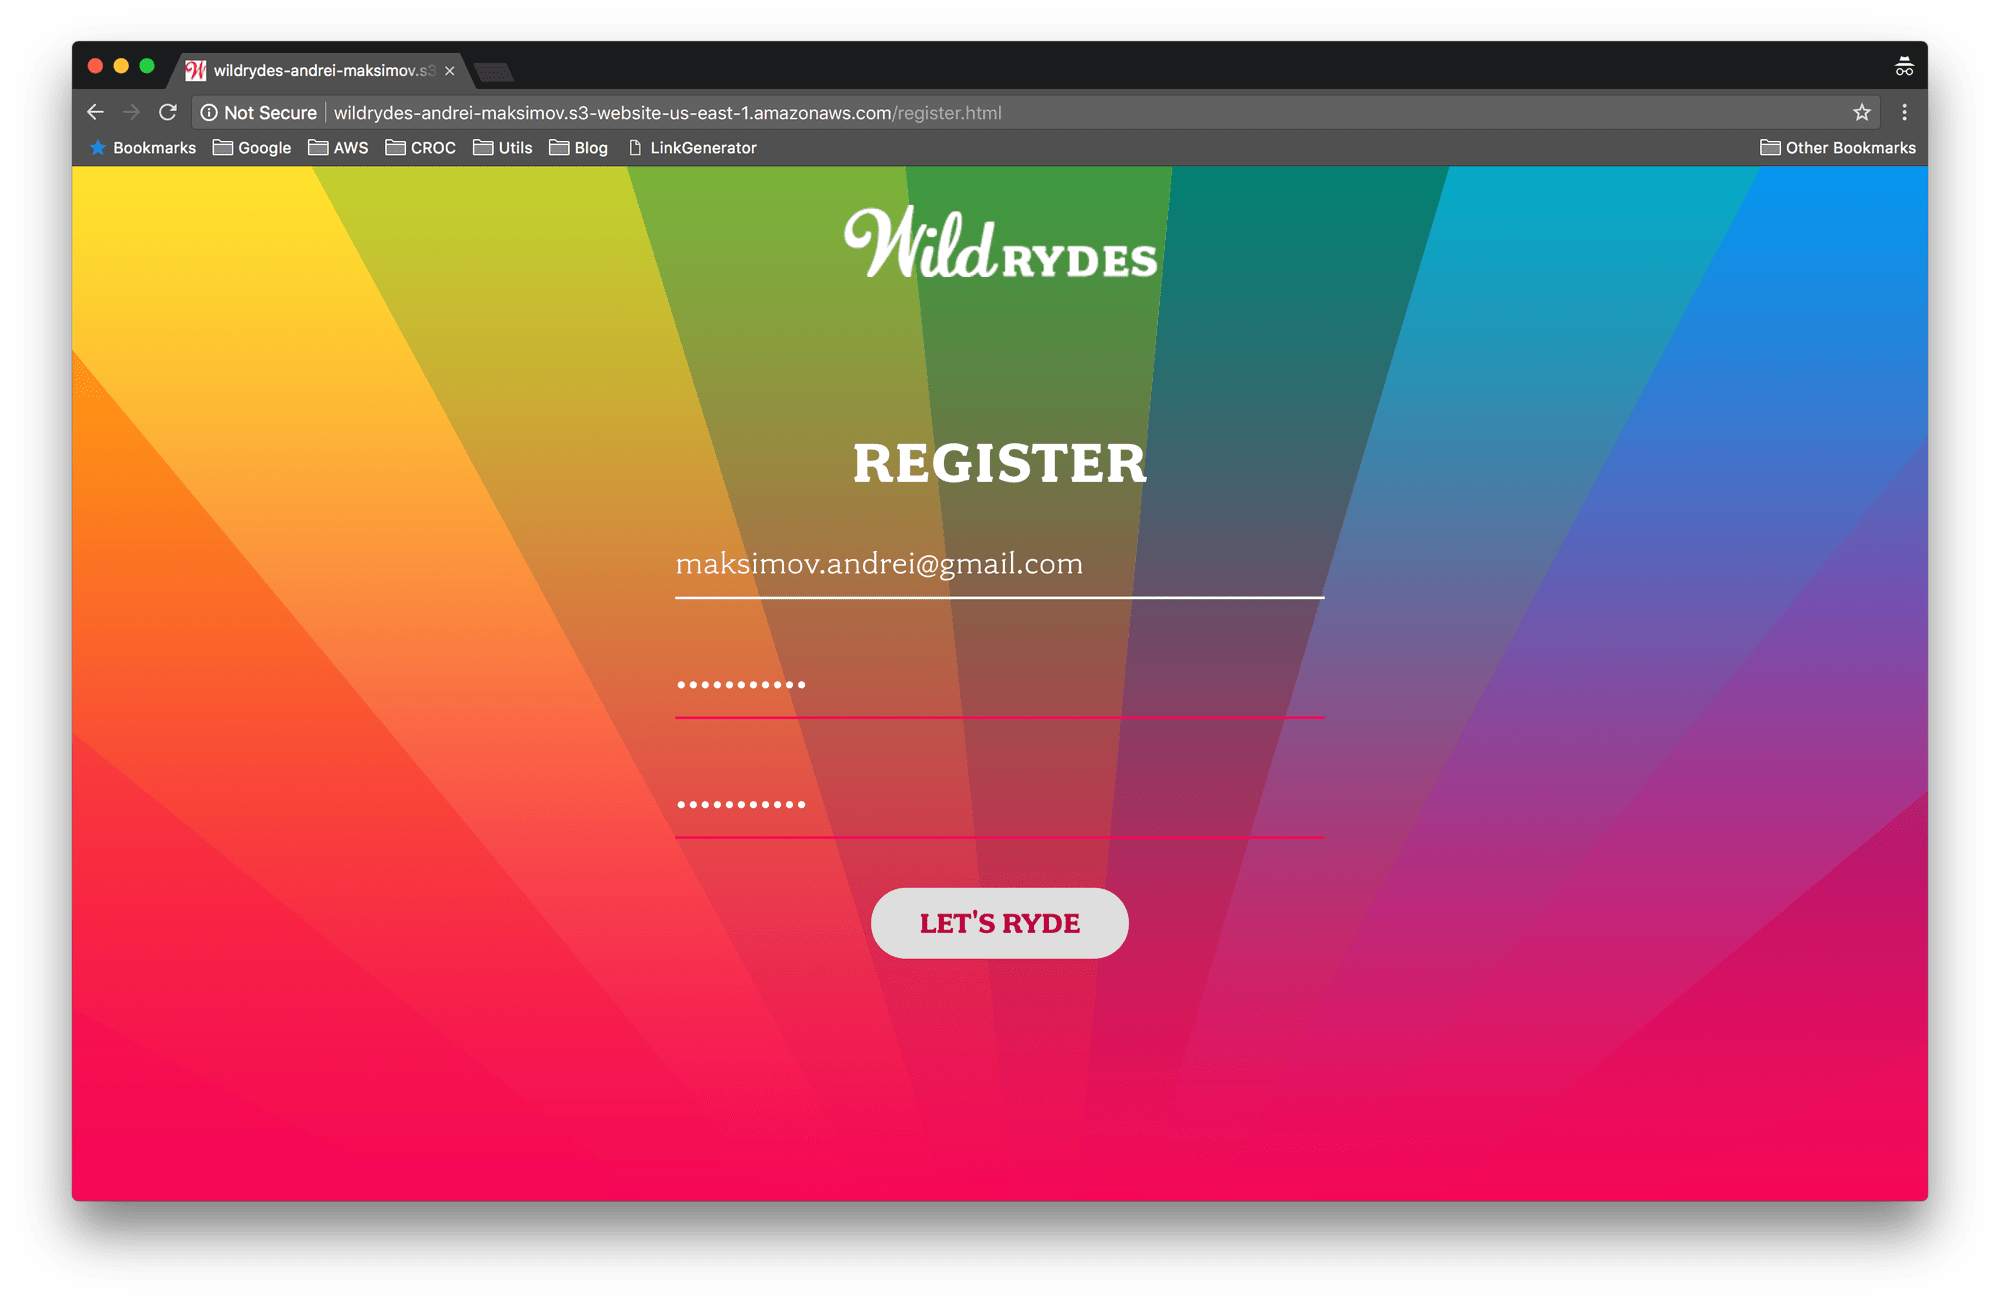 wildrydes-andrei-maksimov.s3
Not Secure wildrydes-andrei-maksimov.s3-website-us-east-1.amazonaws.com/register.html
Bookmarks Google AWS CROC Utils Blog LinkGenerator Other Bookmarks
Wild RYDES
REGISTER
maksimov.andrei@gmail.com
•••••••••••
•••••••••••
LET'S RYDE